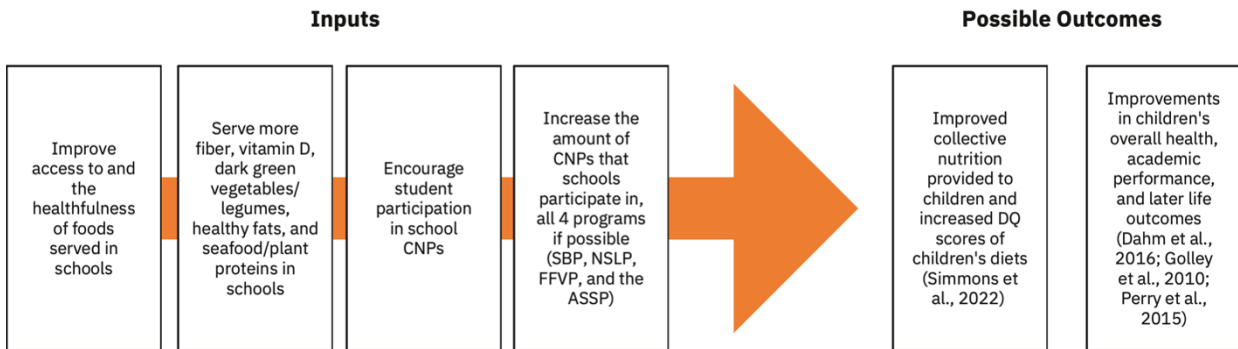 Inputs
Possible Outcomes
Improve
access to and
the
healthfulness
of foods
served in
schools
Serve more
fiber, vitamin D,
dark green
vegetables/
legumes,
healthy fats, and
seafood/plant
proteins in
schools
Encourage
student
participation
in school
CNPs
Increase the
amount of
CNPs that
schools
participate in,
all 4 programs
if possible
(SBP, NSLP,
FFVP, and the
ASSP)
Improved
collective
nutrition
provided to
children and
increased DQ
scores of
children's diets
(Simmons et
al., 2022)
Improvements
in children's
overall health,
academic
performance,
and later life
outcomes
(Dahm et al.,
2016; Golley
et al., 2010;
Perry et al.,
2015)